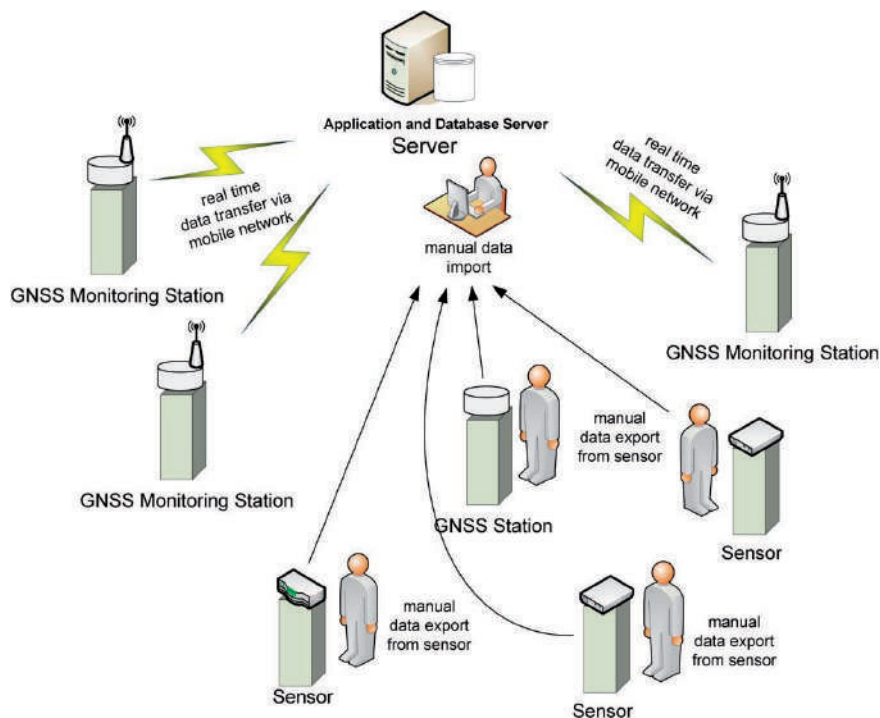 Application and Database Server
Server
real time
data transfer via
mobile network
real time
data transfer via
mobile network
manual data
import
GNSS Monitoring Station
GNSS Monitoring Station
GNSS Monitoring Station
manual
data export
from sensor
GNSS Station
Sensor
manual
data export
from sensor
Sensor
manual
data export
from sensor
Sensor